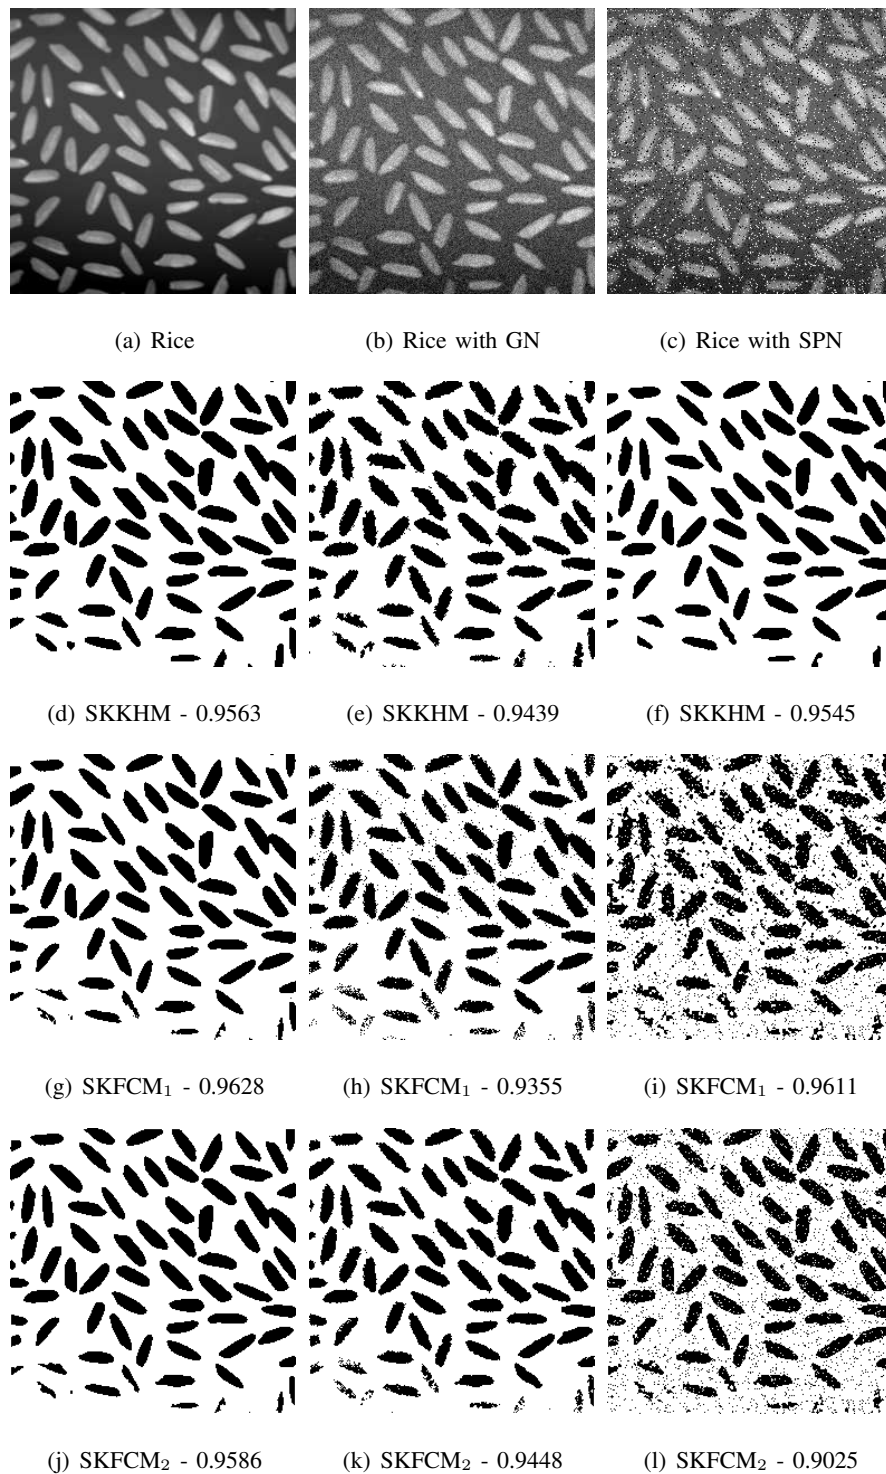 (a) Rice
(b) Rice with GN
(c) Rice with SPN
(d) SKKHM - 0.9563
(e) SKKHM - 0.9439
(f) SKKHM - 0.9545
(g) SKFCM₁ - 0.9628
(h) SKFCM₁ - 0.9355
(i) SKFCM₁ - 0.9611
(j) SKFCM₂ - 0.9586
(k) SKFCM₂ - 0.9448
(l) SKFCM₂ - 0.9025